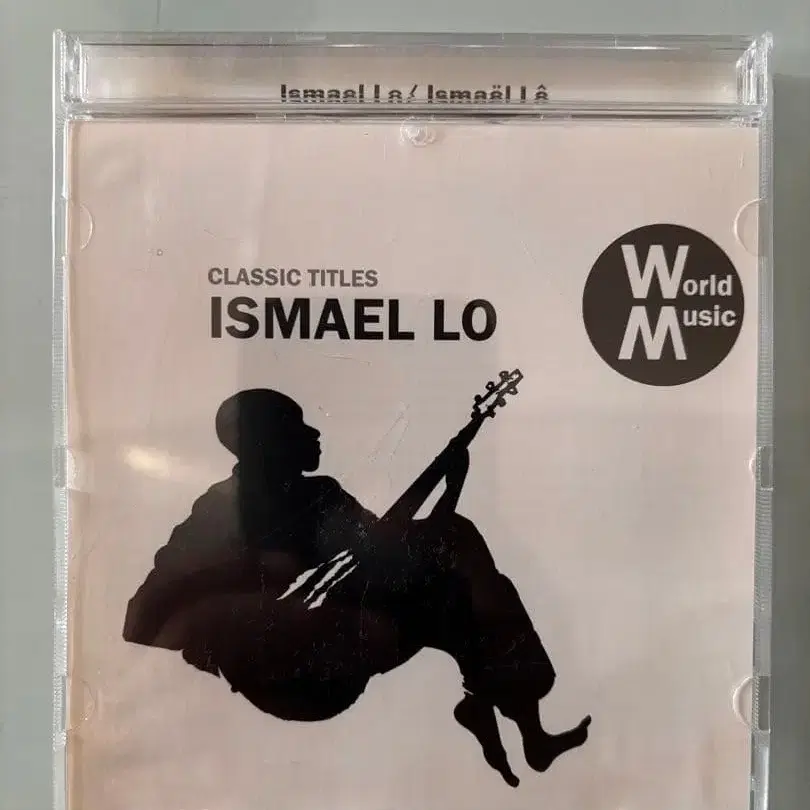 Ismael Lo / Ismaël Lô
CLASSIC TITLES
ISMAEL LO
World
Music